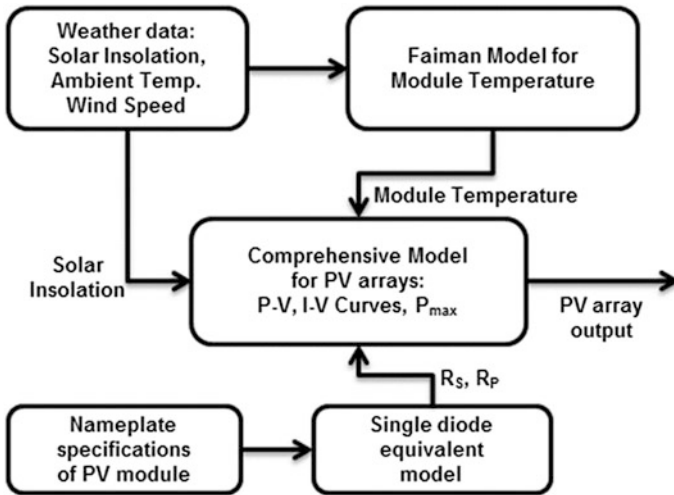 Weather data:
Solar Insolation,
Ambient Temp.
Wind Speed
Faiman Model for
Module Temperature
Module Temperature
Solar
Insolation
Comprehensive Model
for PV arrays:
P-V, I-V Curves, Pmax
PV array
output
RS, RP
Nameplate
specifications
of PV module
Single diode
equivalent
model